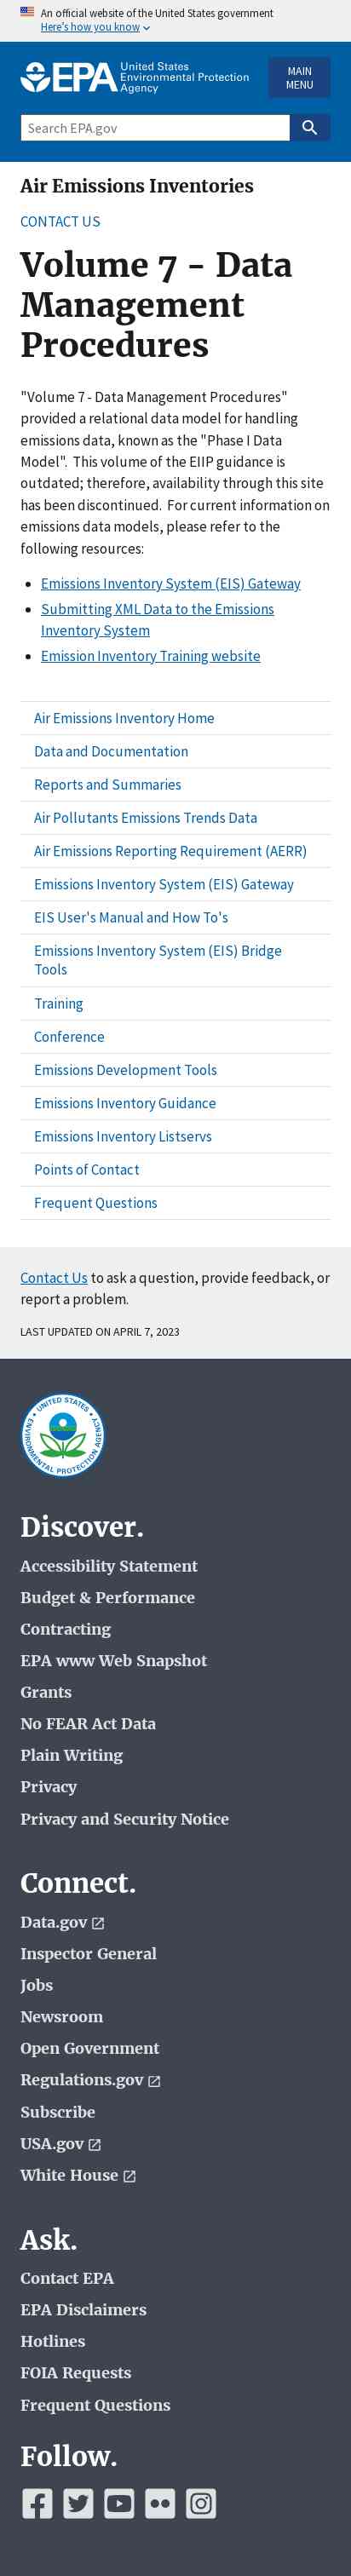 An official website of the United States government
Here's how you know
EPA
United States
Environmental Protection
Agency
MAIN
MENU
Search EPA.gov
Air Emissions Inventories
CONTACT US
Volume 7 - Data
Management
Procedures
"Volume 7 - Data Management Procedures"
provided a relational data model for handling
emissions data, known as the "Phase I Data
Model".  This volume of the EIIP guidance is
outdated; therefore, availability through this site
has been discontinued.  For current information on
emissions data models, please refer to the
following resources:
Emissions Inventory System (EIS) Gateway
Submitting XML Data to the Emissions
Inventory System
Emission Inventory Training website
Air Emissions Inventory Home
Data and Documentation
Reports and Summaries
Air Pollutants Emissions Trends Data
Air Emissions Reporting Requirement (AERR)
Emissions Inventory System (EIS) Gateway
EIS User's Manual and How To's
Emissions Inventory System (EIS) Bridge
Tools
Training
Conference
Emissions Development Tools
Emissions Inventory Guidance
Emissions Inventory Listservs
Points of Contact
Frequent Questions
Contact Us to ask a question, provide feedback, or
report a problem.
LAST UPDATED ON APRIL 7, 2023
UNITED STATES
ENVIRONMENTAL PROTECTION AGENCY
Discover.
Accessibility Statement
Budget & Performance
Contracting
EPA www Web Snapshot
Grants
No FEAR Act Data
Plain Writing
Privacy
Privacy and Security Notice
Connect.
Data.gov
Inspector General
Jobs
Newsroom
Open Government
Regulations.gov
Subscribe
USA.gov
White House
Ask.
Contact EPA
EPA Disclaimers
Hotlines
FOIA Requests
Frequent Questions
Follow.